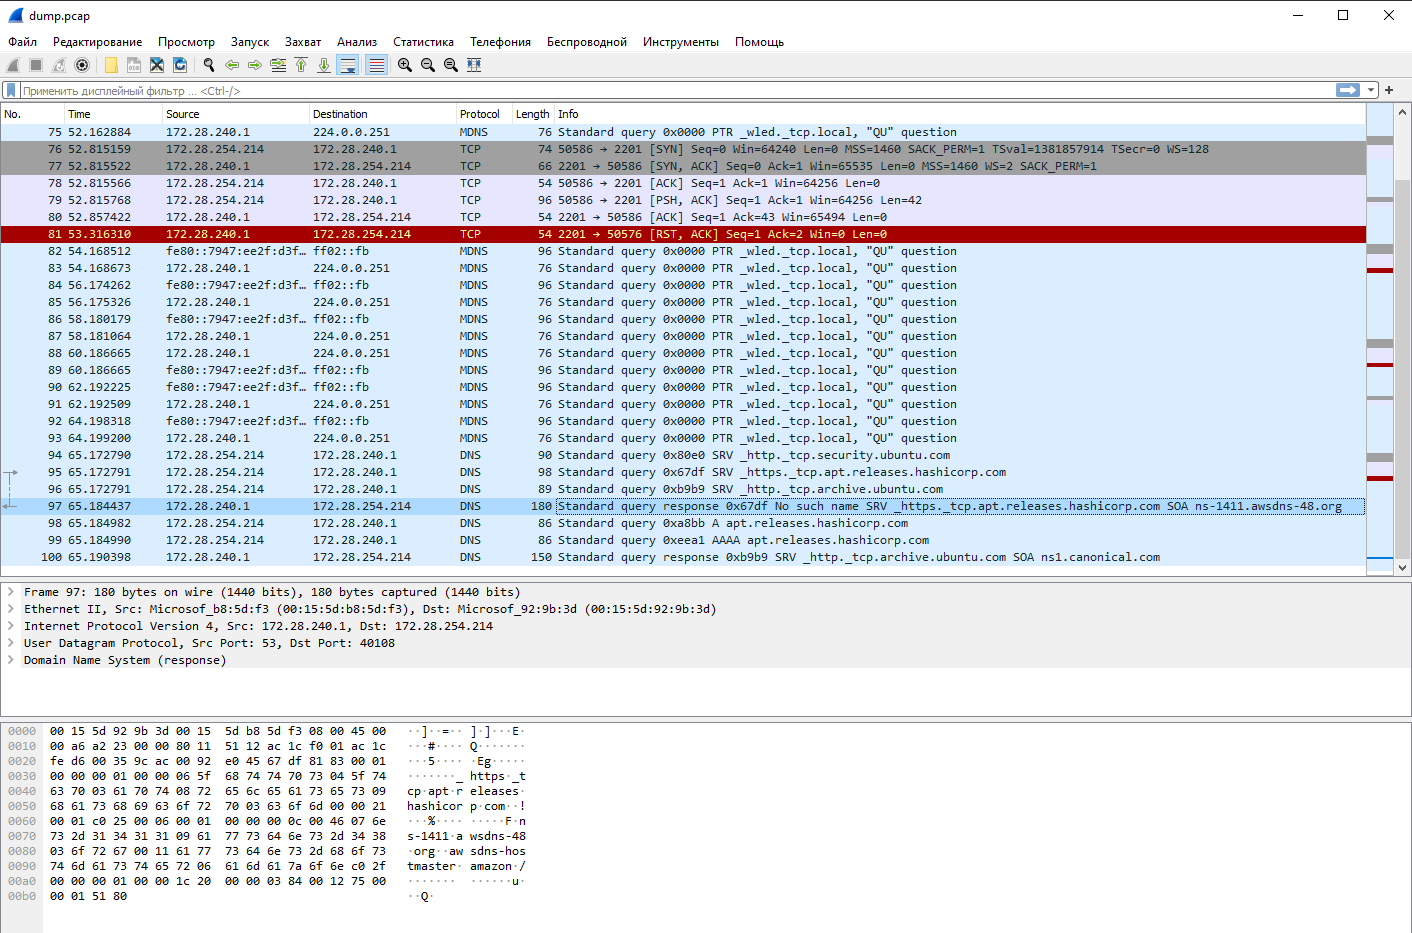 dump.pcap
Файл Редактирование Просмотр Запуск Захват Анализ Статистика Телефония Беспроводной Инструменты Помощь
Применить дисплейный фильтр ... <Ctrl-/>
No. Time Source Destination Protocol Length Info
75 52.162884 172.28.240.1 224.0.0.251 MDNS 76 Standard query 0x0000 PTR _wled._tcp.local, "QU" question
76 52.815159 172.28.254.214 172.28.240.1 TCP 74 50586 → 2201 [SYN] Seq=0 Win=64240 Len=0 MSS=1460 SACK_PERM=1 TSval=1381857914 TSecr=0 WS=128
77 52.815522 172.28.240.1 172.28.254.214 TCP 66 2201 → 50586 [SYN, ACK] Seq=0 Ack=1 Win=65535 Len=0 MSS=1460 WS=2 SACK_PERM=1
78 52.815566 172.28.254.214 172.28.240.1 TCP 54 50586 → 2201 [ACK] Seq=1 Ack=1 Win=64256 Len=0
79 52.815768 172.28.254.214 172.28.240.1 TCP 96 50586 → 2201 [PSH, ACK] Seq=1 Ack=1 Win=64256 Len=42
80 52.857422 172.28.240.1 172.28.254.214 TCP 54 2201 → 50586 [ACK] Seq=1 Ack=43 Win=65494 Len=0
81 53.316310 172.28.240.1 172.28.254.214 TCP 54 2201 → 50576 [RST, ACK] Seq=1 Ack=2 Win=0 Len=0
82 54.168512 fe80::7947:ee2f:d3f… ff02::fb MDNS 96 Standard query 0x0000 PTR _wled._tcp.local, "QU" question
83 54.168673 172.28.240.1 224.0.0.251 MDNS 76 Standard query 0x0000 PTR _wled._tcp.local, "QU" question
84 56.174262 fe80::7947:ee2f:d3f… ff02::fb MDNS 96 Standard query 0x0000 PTR _wled._tcp.local, "QU" question
85 56.175326 172.28.240.1 224.0.0.251 MDNS 76 Standard query 0x0000 PTR _wled._tcp.local, "QU" question
86 58.180179 fe80::7947:ee2f:d3f… ff02::fb MDNS 96 Standard query 0x0000 PTR _wled._tcp.local, "QU" question
87 58.181064 172.28.240.1 224.0.0.251 MDNS 76 Standard query 0x0000 PTR _wled._tcp.local, "QU" question
88 60.186665 172.28.240.1 224.0.0.251 MDNS 76 Standard query 0x0000 PTR _wled._tcp.local, "QU" question
89 60.186665 fe80::7947:ee2f:d3f… ff02::fb MDNS 96 Standard query 0x0000 PTR _wled._tcp.local, "QU" question
90 62.192225 fe80::7947:ee2f:d3f… ff02::fb MDNS 96 Standard query 0x0000 PTR _wled._tcp.local, "QU" question
91 62.192509 172.28.240.1 224.0.0.251 MDNS 76 Standard query 0x0000 PTR _wled._tcp.local, "QU" question
92 64.198318 fe80::7947:ee2f:d3f… ff02::fb MDNS 96 Standard query 0x0000 PTR _wled._tcp.local, "QU" question
93 64.199200 172.28.240.1 224.0.0.251 MDNS 76 Standard query 0x0000 PTR _wled._tcp.local, "QU" question
94 65.172790 172.28.254.214 172.28.240.1 DNS 90 Standard query 0x80e0 SRV _http._tcp.security.ubuntu.com
95 65.172791 172.28.254.214 172.28.240.1 DNS 98 Standard query 0x67df SRV _https._tcp.apt.releases.hashicorp.com
96 65.172791 172.28.254.214 172.28.240.1 DNS 89 Standard query 0xb9b9 SRV _http._tcp.archive.ubuntu.com
97 65.184437 172.28.240.1 172.28.254.214 DNS 180 Standard query response 0x67df No such name SRV _https._tcp.apt.releases.hashicorp.com SOA ns-1411.awsdns-48.org
98 65.184982 172.28.254.214 172.28.240.1 DNS 86 Standard query 0xa8bb A apt.releases.hashicorp.com
99 65.184990 172.28.254.214 172.28.240.1 DNS 86 Standard query 0xeea1 AAAA apt.releases.hashicorp.com
100 65.190398 172.28.240.1 172.28.254.214 DNS 150 Standard query response 0xb9b9 SRV _http._tcp.archive.ubuntu.com SOA ns1.canonical.com
Frame 97: 180 bytes on wire (1440 bits), 180 bytes captured (1440 bits)
Ethernet II, Src: Microsof_b8:5d:f3 (00:15:5d:b8:5d:f3), Dst: Microsof_92:9b:3d (00:15:5d:92:9b:3d)
Internet Protocol Version 4, Src: 172.28.240.1, Dst: 172.28.254.214
User Datagram Protocol, Src Port: 53, Dst Port: 40108
Domain Name System (response)
0000 00 15 5d 92 9b 3d 00 15 5d b8 5d f3 08 00 45 00 ··]··=·· ]·]···E·
0010 00 a6 a2 23 00 00 80 11 51 12 ac 1c f0 01 ac 1c ···#···· Q·······
0020 fe d6 00 35 9c ac 00 92 e0 45 67 df 81 83 00 01 ···5···· ·Eg·····
0030 00 00 00 01 00 00 06 5f 68 74 74 70 73 04 5f 74 ·······_ https·_t
0040 63 70 03 61 70 74 08 72 65 6c 65 61 73 65 73 09 cp·apt·r eleases·
0050 68 61 73 68 69 63 6f 72 70 03 63 6f 6d 00 00 21 hashicor p·com··!
0060 00 01 c0 25 00 06 00 01 00 00 00 0c 00 46 07 6e ···%···· ·····F·n
0070 73 2d 31 34 31 31 09 61 77 73 64 6e 73 2d 34 38 s-1411·a wsdns-48
0080 03 6f 72 67 00 11 61 77 73 64 6e 73 2d 68 6f 73 ·org··aw sdns-hos
0090 74 6d 61 73 74 65 72 06 61 6d 61 7a 6f 6e c0 2f tmaster· amazon·/
00a0 00 00 00 01 00 00 1c 20 00 00 03 84 00 12 75 00 ·······  ······u·
00b0 00 01 51 80 ··Q·